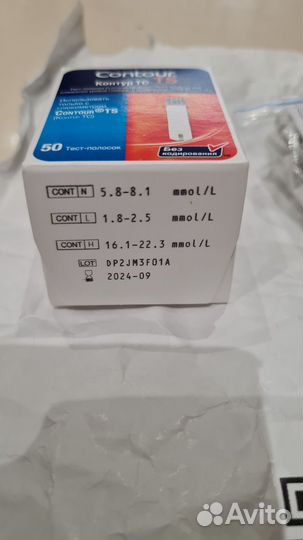 Contour TS
Контур ТС
Использовать
только с
глюкометром
Contour TS
(Контур ТС)
50 Тест-полосок
Без
кодирования
CONT N 5.8-8.1 mmol/L
CONT L 1.8-2.5 mmol/L
CONT H 16.1-22.3 mmol/L
LOT DP2JM3F01A
2024-09
Avito